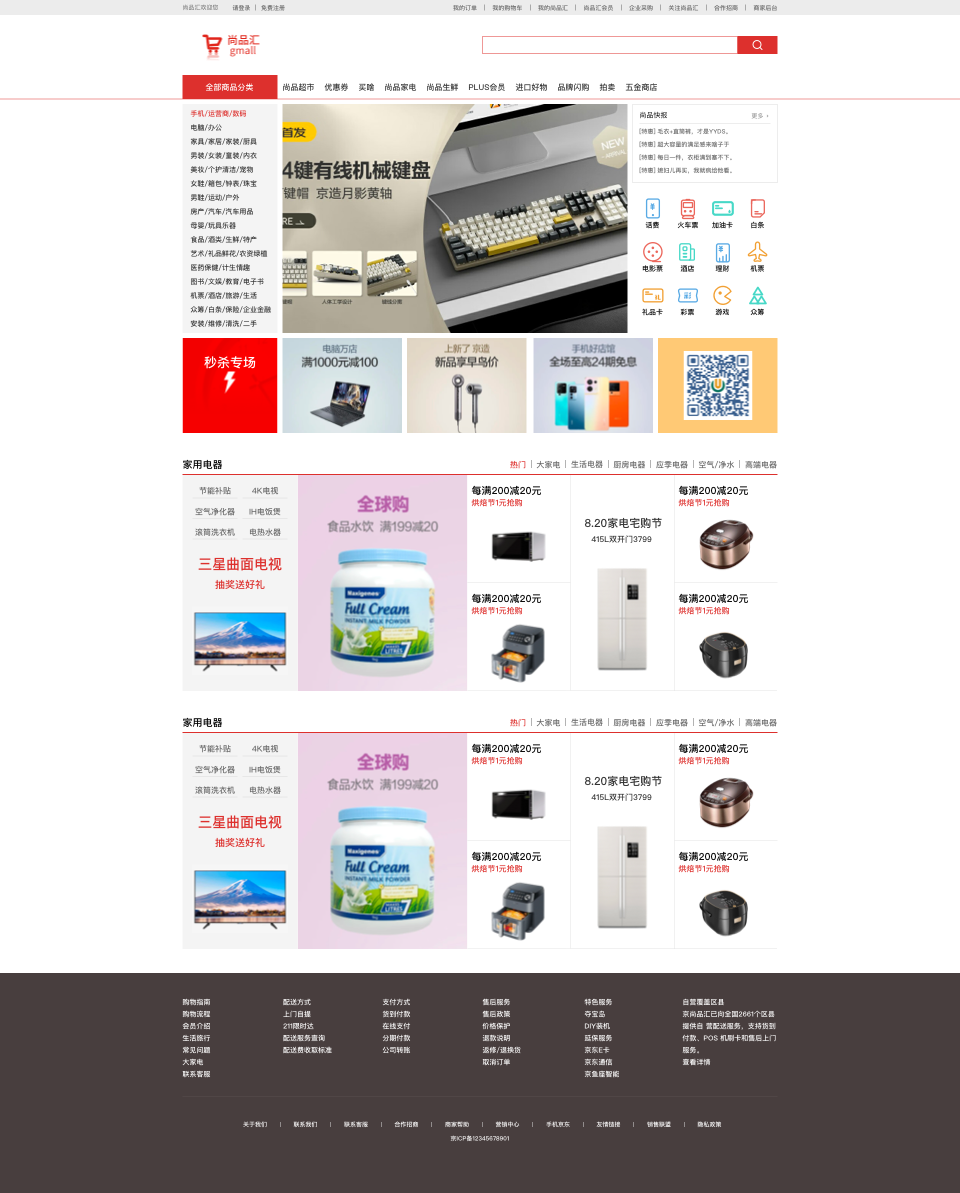 尚品汇欢迎您 请登录 免费注册
我的订单 我的购物车 我的尚品汇 尚品汇会员 企业采购 关注尚品汇 合作招商 商家后台
尚品汇
gmall
全部商品分类 尚品超市 优惠券 买啥 尚品家电 尚品生鲜 PLUS会员 进口好物 品牌闪购 拍卖 五金商店
手机/运营商/数码
电脑/办公
家具/家居/家装/厨具
男装/女装/童装/内衣
美妆/个护清洁/宠物
女鞋/箱包/钟表/珠宝
男鞋/运动/户外
房产/汽车/汽车用品
母婴/玩具乐器
食品/酒类/生鲜/特产
艺术/礼品鲜花/农资绿植
医药保健/计生情趣
图书/文娱/教育/电子书
机票/酒店/旅游/生活
众筹/白条/保险/企业金融
安装/维修/清洗/二手
首发
4键有线机械键盘
键帽 京造月影黄轴
RE
NEW
ARRIVAL
人体工学设计
键线分离
尚品快报 更多
[特惠] 毛衣+直筒裤，才是YYDS。
[特惠] 超大容量的满足感来端子于
[特惠] 每日一件，衣柜满到塞不下。
[特惠] 媳妇儿再买，我就疯给他看。
话费 火车票 加油卡 白条
电影票 酒店 理财 机票
礼品卡 彩票 游戏 众筹
秒杀专场
电脑万店
满1000元减100
上新了 京造
新品享早鸟价
手机好店馆
全场至高24期免息
家用电器
热门 大家电 生活电器 厨房电器 应季电器 空气/净水 高端电器
节能补贴 4K电视
空气净化器 IH电饭煲
滚筒洗衣机 电热水器
三星曲面电视
抽奖送好礼
全球购
食品水饮 满199减20
Maxigenes
Full Cream
INSTANT MILK POWDER
每满200减20元
烘焙节1元抢购
每满200减20元
烘焙节1元抢购
8.20家电宅购节
415L双开门3799
每满200减20元
烘焙节1元抢购
每满200减20元
烘焙节1元抢购
家用电器
热门 大家电 生活电器 厨房电器 应季电器 空气/净水 高端电器
节能补贴 4K电视
空气净化器 IH电饭煲
滚筒洗衣机 电热水器
三星曲面电视
抽奖送好礼
全球购
食品水饮 满199减20
Maxigenes
Full Cream
INSTANT MILK POWDER
每满200减20元
烘焙节1元抢购
每满200减20元
烘焙节1元抢购
8.20家电宅购节
415L双开门3799
每满200减20元
烘焙节1元抢购
每满200减20元
烘焙节1元抢购
购物指南
购物流程
会员介绍
生活旅行
常见问题
大家电
联系客服
配送方式
上门自提
211限时达
配送服务查询
配送费收取标准
支付方式
货到付款
在线支付
分期付款
公司转账
售后服务
售后政策
价格保护
退款说明
返修/退换货
取消订单
特色服务
夺宝岛
DIY装机
延保服务
京东E卡
京东通信
京鱼座智能
自营覆盖区县
京尚品汇已向全国2661个区县
提供自 营配送服务，支持货到
付款、POS 机刷卡和售后上门
服务。
查看详情
关于我们 联系我们 联系客服 合作招商 商家帮助 营销中心 手机京东 友情链接 销售联盟 隐私政策
京ICP备12345678901